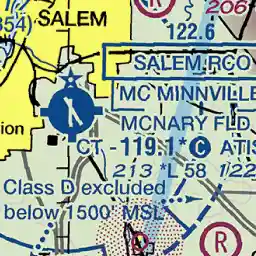 SALEM
206
122.6
854)
SALEM RCO
MC MINNVILLE
MCNARY FLD
CT - 119.1 * C ATIS
213 *L 58 122
ion
Class D excluded
below 1500' MSL
R
R